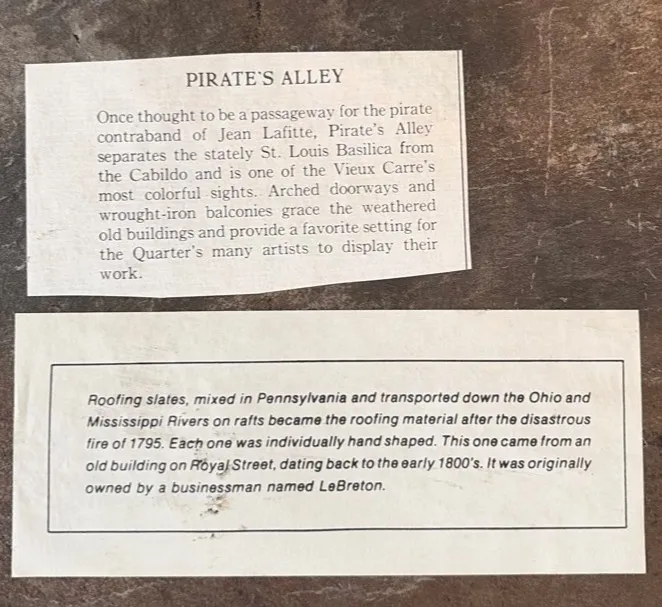 PIRATE'S ALLEY
Once thought to be a passageway for the pirate
contraband of Jean Lafitte, Pirate's Alley
separates the stately St. Louis Basilica from
the Cabildo and is one of the Vieux Carre's
most colorful sights. Arched doorways and
wrought-iron balconies grace the weathered
old buildings and provide a favorite setting for
the Quarter's many artists to display their
work.
Roofing slates, mixed in Pennsylvania and transported down the Ohio and
Mississippi Rivers on rafts became the roofing material after the disastrous
fire of 1795. Each one was individually hand shaped. This one came from an
old building on Royal Street, dating back to the early 1800's. It was originally
owned by a businessman named LeBreton.